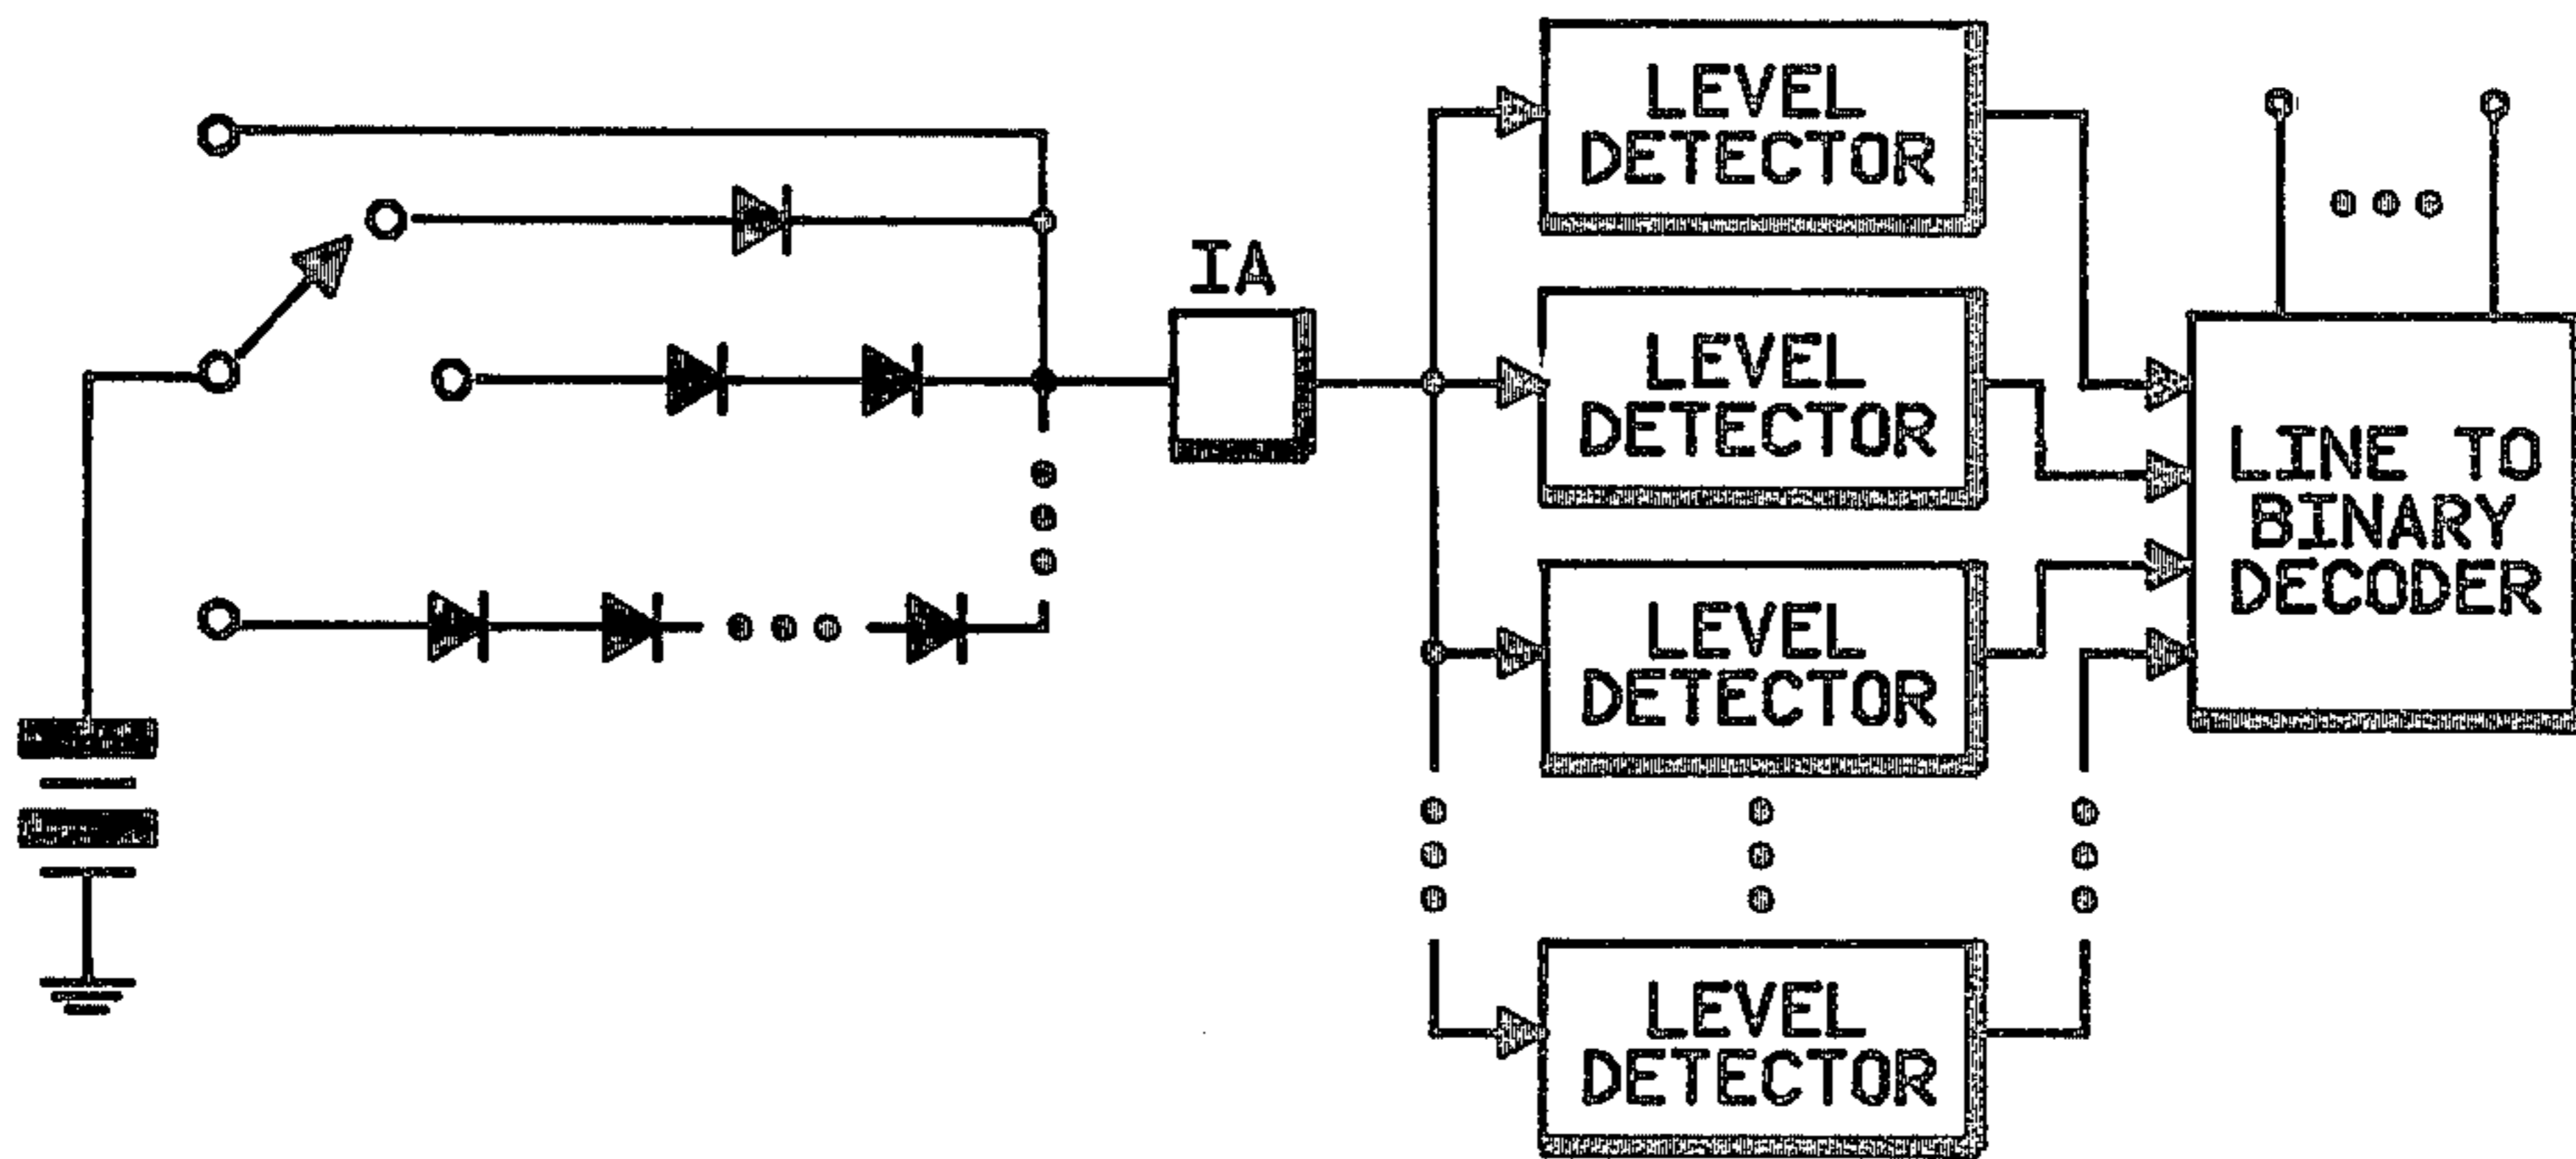 IA
LEVEL
DETECTOR
LEVEL
DETECTOR
LEVEL
DETECTOR
LEVEL
DETECTOR
LINE TO
BINARY
DECODER